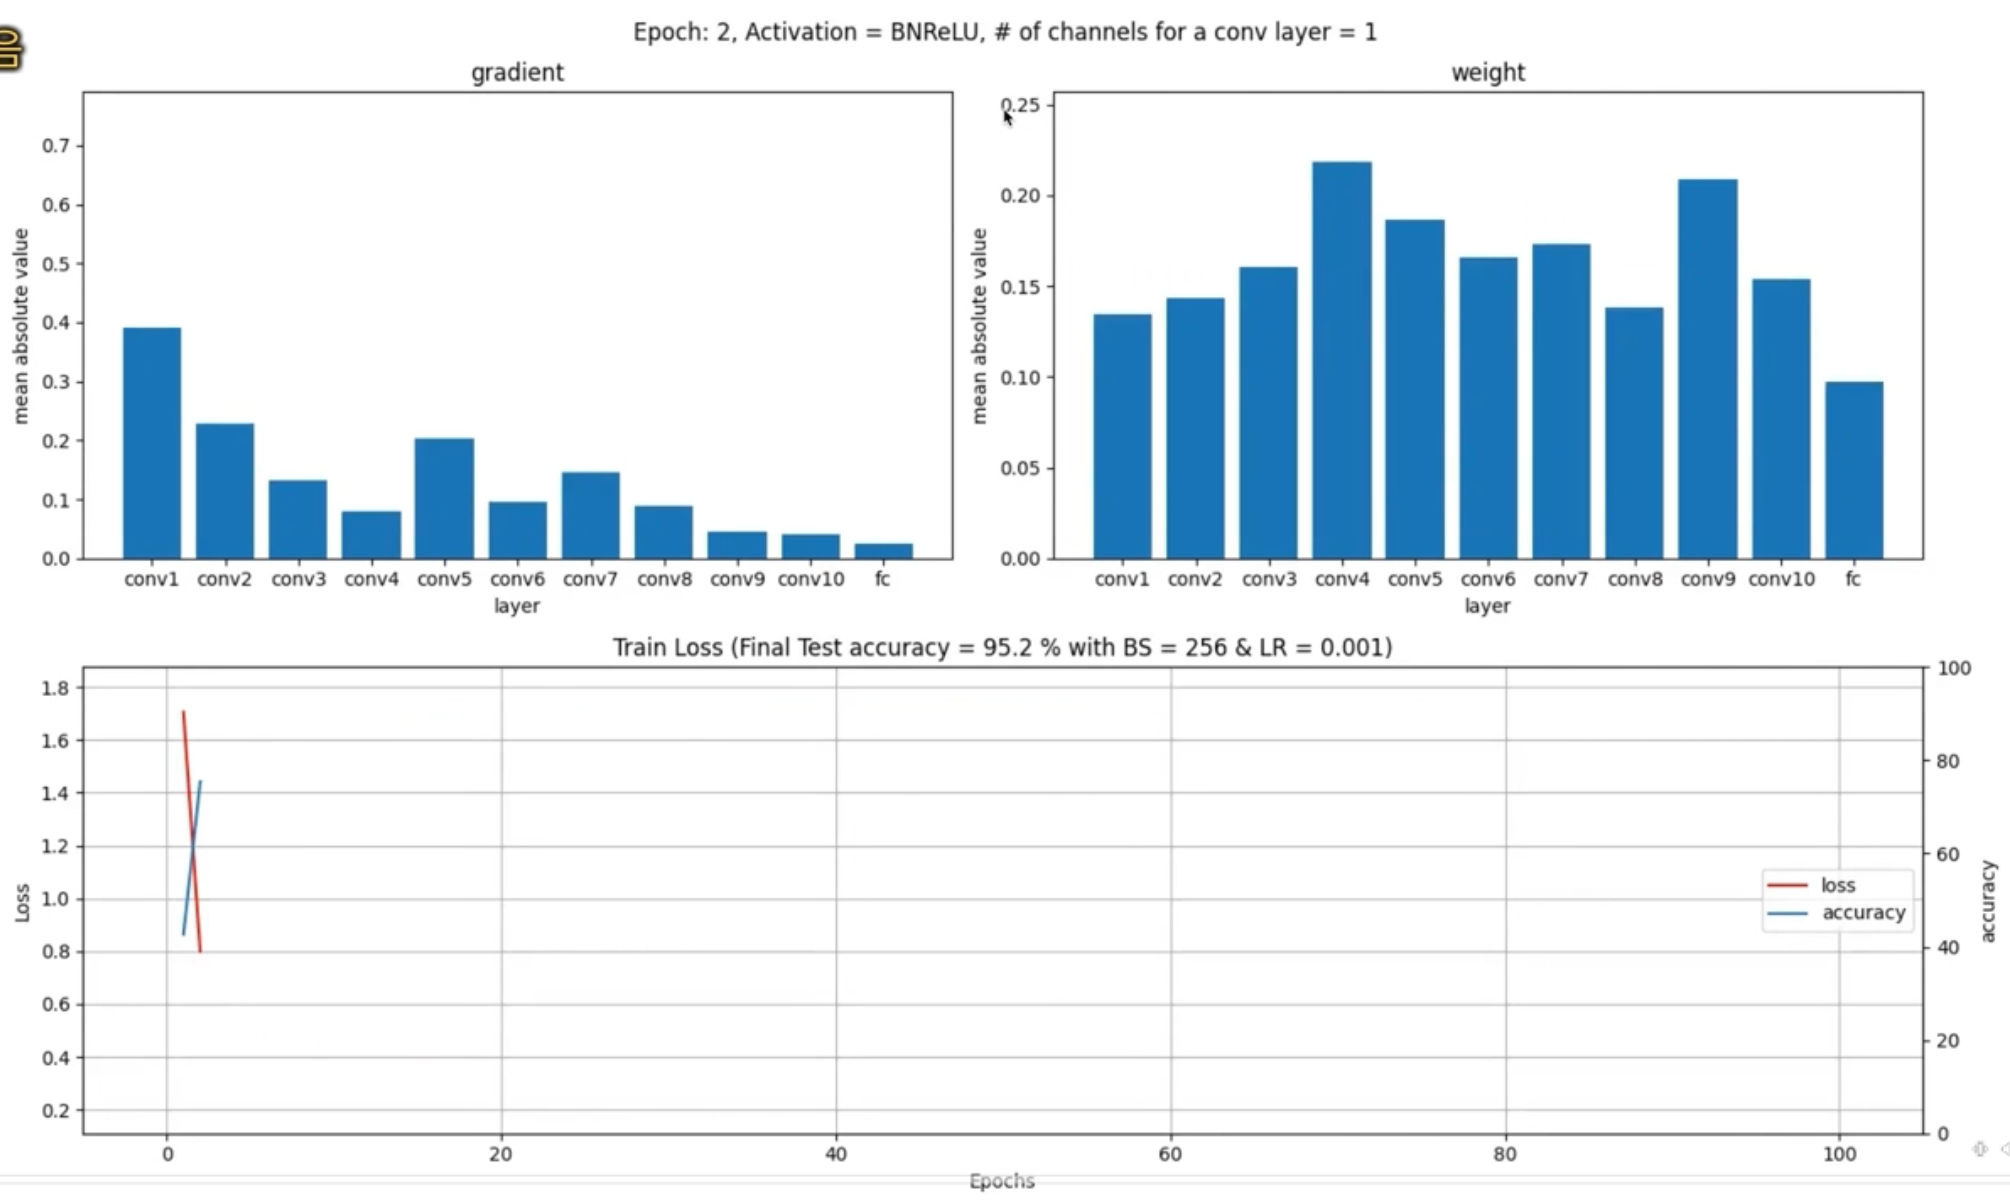 Epoch: 2, Activation = BNReLU, # of channels for a conv layer = 1
gradient
mean absolute value
0.7
0.6
0.5
0.4
0.3
0.2
0.1
0.0
conv1 conv2 conv3 conv4 conv5 conv6 conv7 conv8 conv9 conv10 fc
layer
weight
mean absolute value
0.25
0.20
0.15
0.10
0.05
0.00
conv1 conv2 conv3 conv4 conv5 conv6 conv7 conv8 conv9 conv10 fc
layer
Train Loss (Final Test accuracy = 95.2 % with BS = 256 & LR = 0.001)
Loss
1.8
1.6
1.4
1.2
1.0
0.8
0.6
0.4
0.2
loss
accuracy
100
80
60
40
20
0
accuracy
0 20 40 60 80 100
Epochs